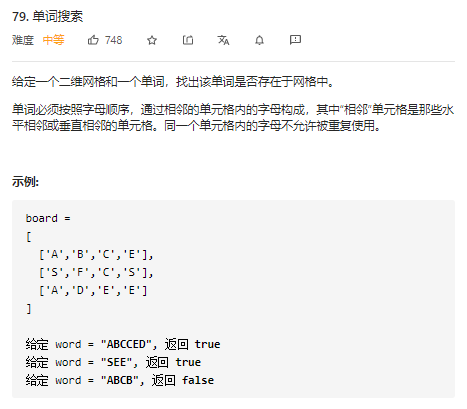 79. 单词搜索
难度 中等 748
给定一个二维网格和一个单词，找出该单词是否存在于网格中。
单词必须按照字母顺序，通过相邻的单元格内的字母构成，其中“相邻”单元格是那些水
平相邻或垂直相邻的单元格。同一个单元格内的字母不允许被重复使用。
示例:
board =
[
  ['A','B','C','E'],
  ['S','F','C','S'],
  ['A','D','E','E']
]
给定 word = "ABCCED", 返回 true
给定 word = "SEE", 返回 true
给定 word = "ABCB", 返回 false